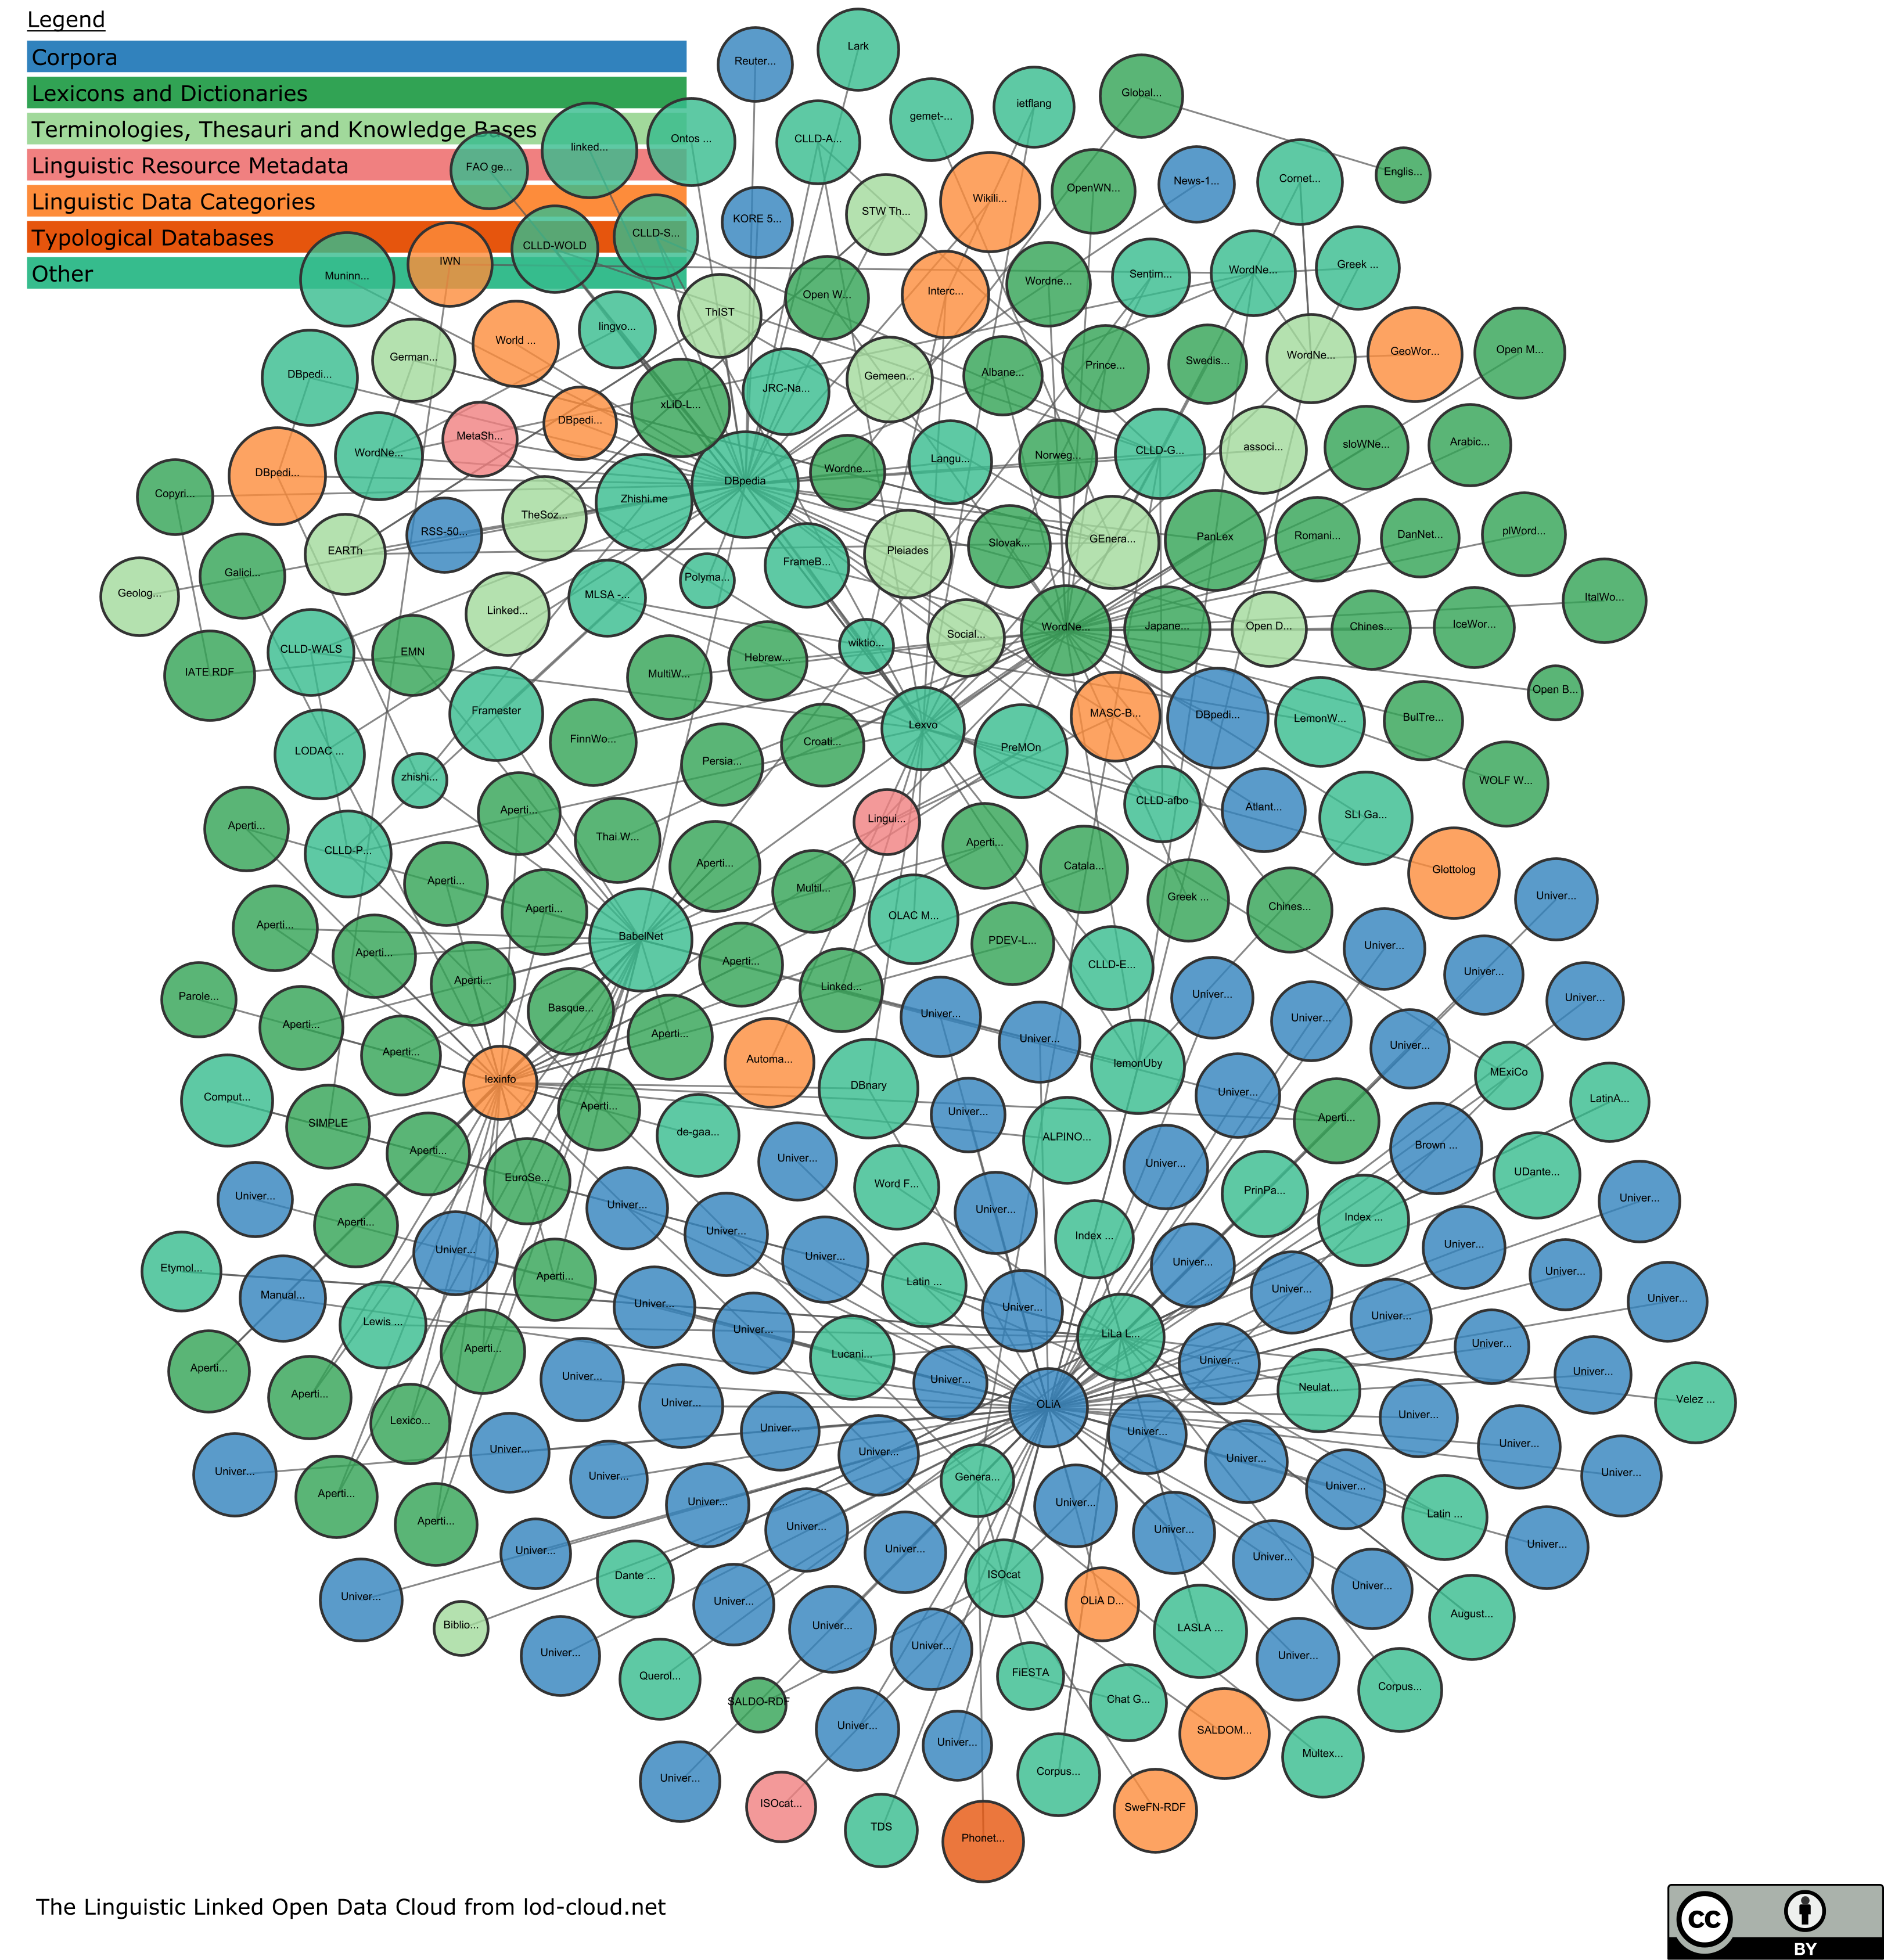 Legend
Corpora
Lexicons and Dictionaries
Terminologies, Thesauri and Knowledge Bases
Linguistic Resource Metadata
Linguistic Data Categories
Typological Databases
Other
Reuter...
Lark
gemet-...
ietflang
Global...
Ontos ...
linked...
FAO ge...
CLLD-A...
Englis...
News-1...
Cornet...
OpenWN...
Wikili...
STW Th...
KORE 5...
CLLD-S...
CLLD-WOLD
IWN
Muninn...
Open W...
Interc...
Wordne...
Sentim...
WordNe...
Greek ...
ThIST
lingvo...
World ...
German...
DBpedi...
JRC-Na...
Gemeen...
Albane...
Prince...
Swedis...
WordNe...
GeoWor...
Open M...
xLiD-L...
DBpedi...
MetaSh...
WordNe...
DBpedi...
Copyri...
DBpedia
Wordne...
Langu...
Norweg...
CLLD-G...
associ...
sloWNe...
Arabic...
Zhishi.me
TheSoz...
RSS-50...
EARTh
Galici...
Geolog...
Polyma...
FrameB...
Pleiades
Slovak...
GEnera...
PanLex
Romani...
DanNet...
plWord...
ItalWo...
MLSA -...
Linked...
CLLD-WALS
EMN
IATE RDF
MultiW...
Hebrew...
wiktio...
Social...
WordNe...
Japane...
Open D...
Chines...
IceWor...
Open B...
Framester
LODAC ...
FinnWo...
Persia...
Croati...
Lexvo
PreMOn
MASC-B...
DBpedi...
LemonW...
BulTre...
WOLF W...
zhishi...
Aperti...
Aperti...
CLLD-P...
Thai W...
Lingui...
CLLD-afbo
Atlant...
SLI Ga...
Glottolog
Aperti...
Aperti...
Aperti...
Multil...
Aperti...
Catala...
Greek ...
Chines...
Univer...
Aperti...
Aperti...
BabelNet
OLAC M...
PDEV-L...
CLLD-E...
Univer...
Univer...
Univer...
Parole...
Aperti...
Aperti...
Basque...
Aperti...
Linked...
Univer...
Univer...
Univer...
Univer...
Univer...
Aperti...
Aperti...
Automa...
lexinfo
DBnary
lemonUby
MExiCo
Comput...
SIMPLE
Aperti...
de-gaa...
Univer...
ALPINO...
Univer...
Aperti...
Brown ...
LatinA...
Aperti...
EuroSe...
Univer...
Word F...
Univer...
Univer...
PrinPa...
Index ...
UDante...
Univer...
Univer...
Aperti...
Univer...
Univer...
Univer...
Univer...
Index ...
Univer...
Univer...
Univer...
Etymol...
Manual...
Aperti...
Univer...
Latin ...
Univer...
Univer...
Univer...
Univer...
Lewis ...
Aperti...
Univer...
Lucani...
LiLa L...
Univer...
Univer...
Univer...
Aperti...
Aperti...
Lexico...
Univer...
Univer...
Univer...
OLiA
Neulat...
Univer...
Velez ...
Univer...
Univer...
Univer...
Univer...
Univer...
Univer...
Univer...
Univer...
Univer...
Aperti...
Aperti...
Univer...
Univer...
Genera...
Univer...
Univer...
Univer...
Latin ...
Univer...
Univer...
Univer...
Dante ...
Univer...
Univer...
ISOcat
OLiA D...
Univer...
Univer...
August...
Biblio...
Univer...
Querol...
Univer...
Univer...
FiESTA
LASLA ...
Univer...
Corpus...
SALDO-RDF
Univer...
Univer...
Univer...
Chat G...
SALDOM...
Multex...
ISOcat...
TDS
Phonet...
Corpus...
SweFN-RDF
The Linguistic Linked Open Data Cloud from lod-cloud.net
cc
BY